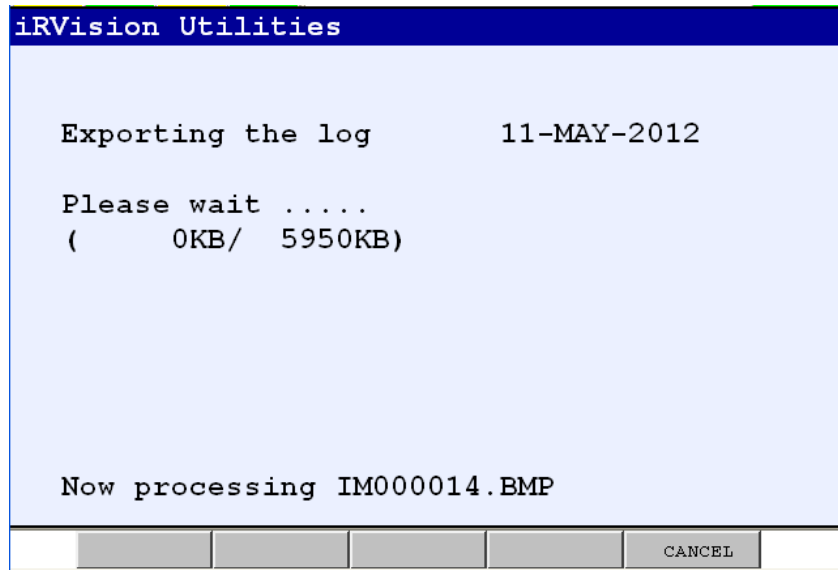 iRVision Utilities
Exporting the log 11-MAY-2012
Please wait .....
( 0KB/ 5950KB)
Now processing IM000014.BMP
CANCEL